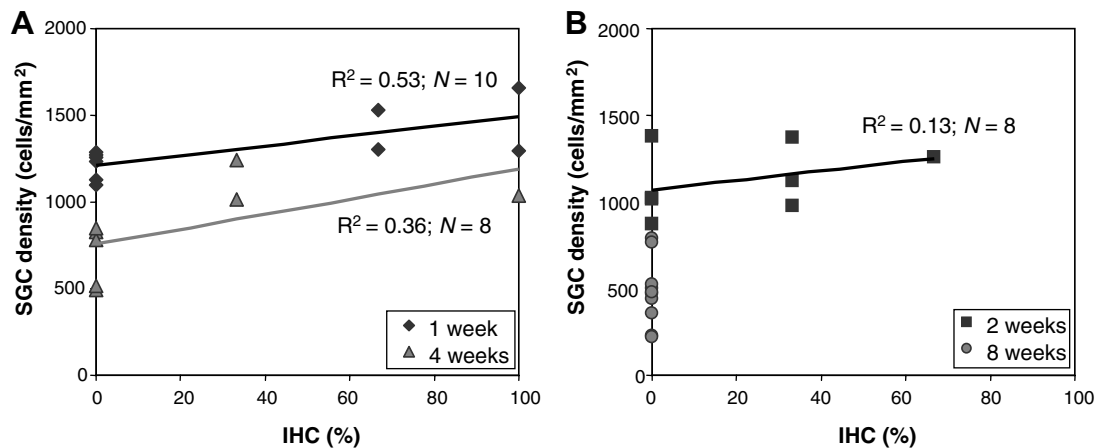 A
SGC density (cells/mm²)
2000
1500
1000
500
0
R² = 0.53; N = 10
R² = 0.36; N = 8
1 week
4 weeks
0 20 40 60 80 100
IHC (%)
B
SGC density (cells/mm²)
2000
1500
1000
500
0
R² = 0.13; N = 8
2 weeks
8 weeks
0 20 40 60 80 100
IHC (%)